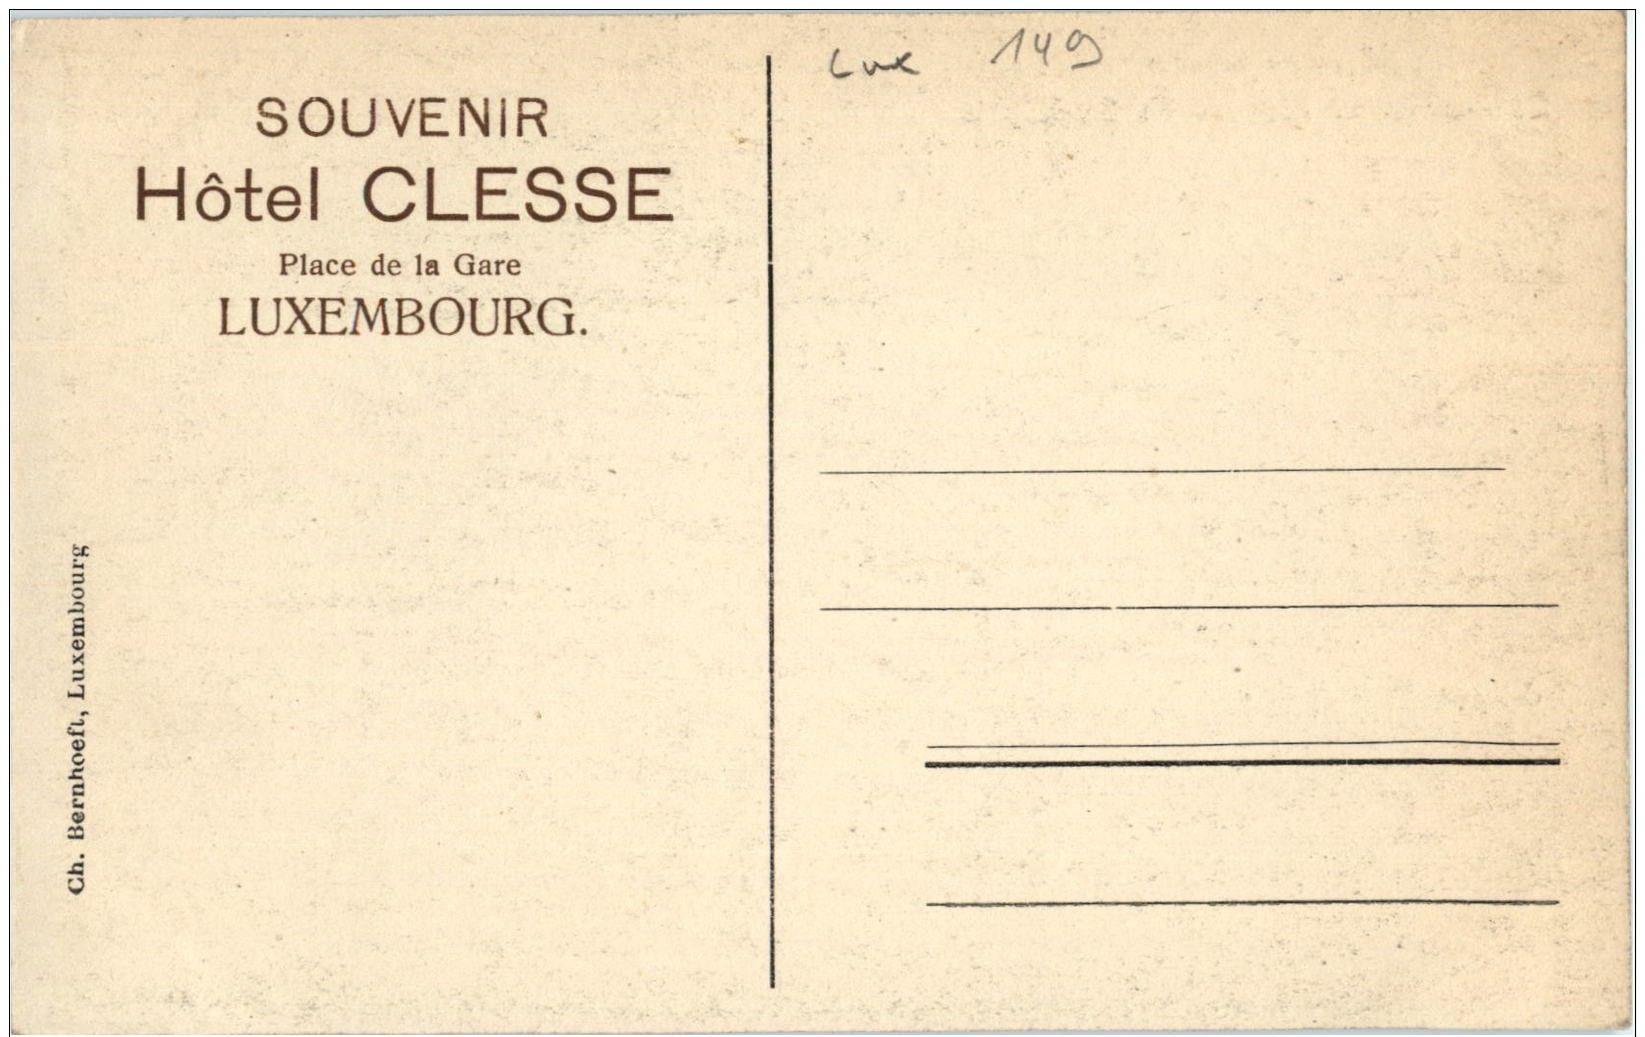 SOUVENIR
Hôtel CLESSE
Place de la Gare
LUXEMBOURG.
Ch. Bernhoeft, Luxembourg
Lux 149